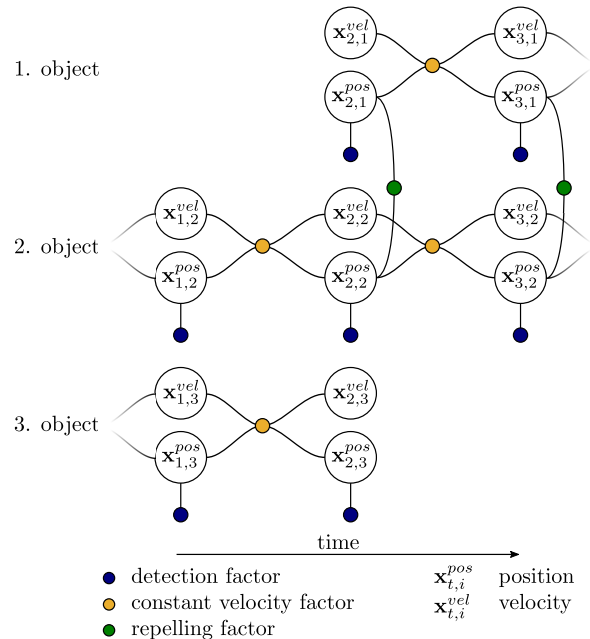 x_{2,1}^{vel} x_{3,1}^{vel}
1. object
x_{2,1}^{pos} x_{3,1}^{pos}
x_{1,2}^{vel} x_{2,2}^{vel} x_{3,2}^{vel}
2. object
x_{1,2}^{pos} x_{2,2}^{pos} x_{3,2}^{pos}
x_{1,3}^{vel} x_{2,3}^{vel}
3. object
x_{1,3}^{pos} x_{2,3}^{pos}
time
detection factor x_{t,i}^{pos} position
constant velocity factor x_{t,i}^{vel} velocity
repelling factor